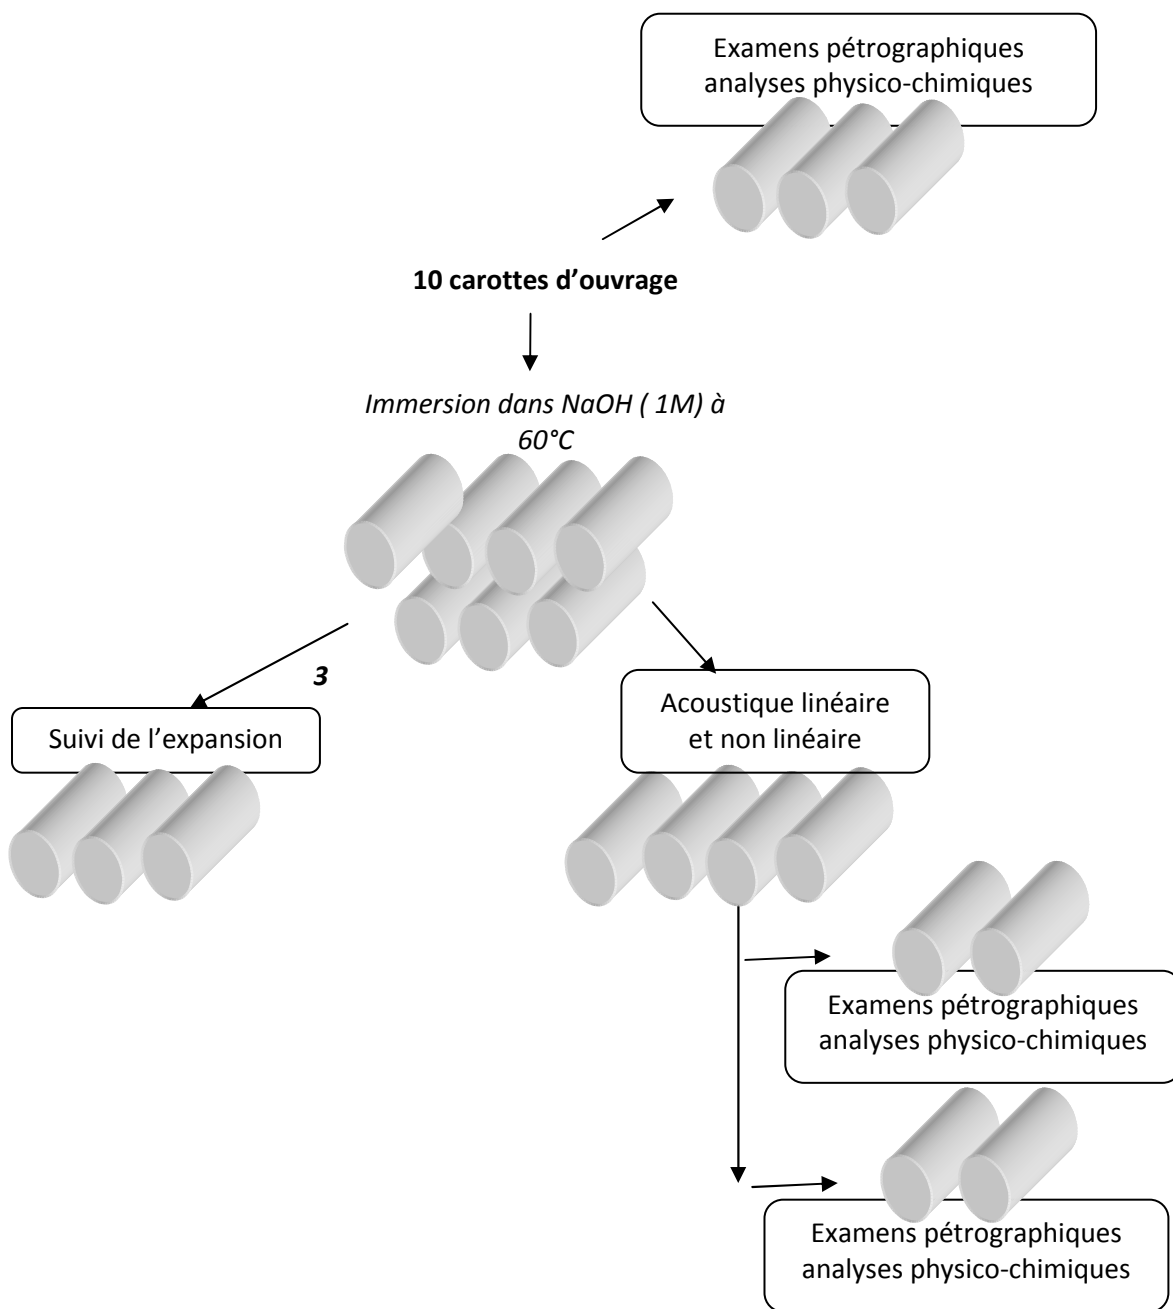 Examens pétrographiques
analyses physico-chimiques
10 carottes d’ouvrage
Immersion dans NaOH ( 1M) à
60°C
3
Suivi de l’expansion
Acoustique linéaire
et non linéaire
Examens pétrographiques
analyses physico-chimiques
Examens pétrographiques
analyses physico-chimiques